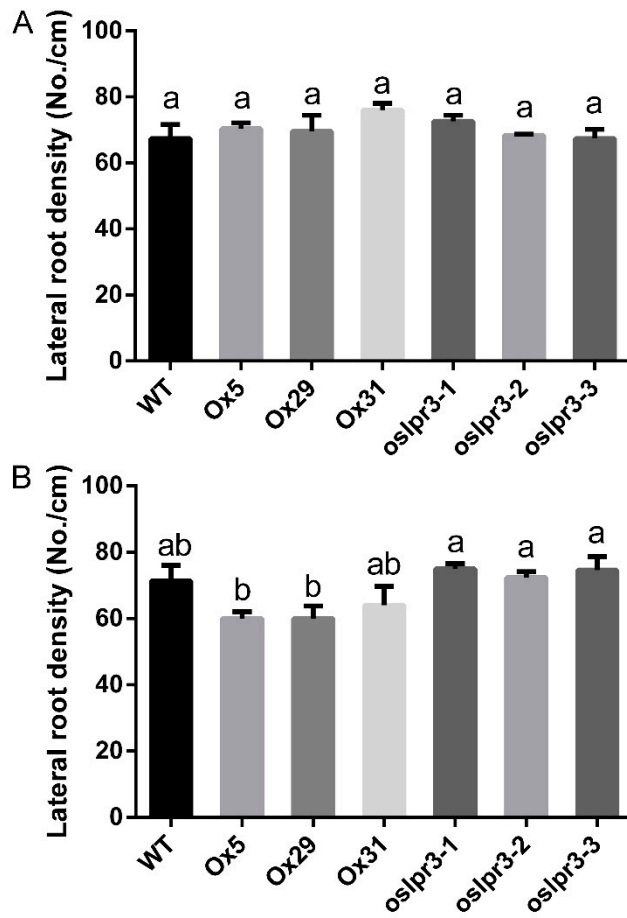 A
Lateral root density (No./cm)
100
80
60
40
20
0
a a a a a a a
WT Ox5 Ox29 Ox31 oslpr3-1 oslpr3-2 oslpr3-3
B
Lateral root density (No./cm)
100
80
60
40
20
0
ab b b ab a a a
WT Ox5 Ox29 Ox31 oslpr3-1 oslpr3-2 oslpr3-3